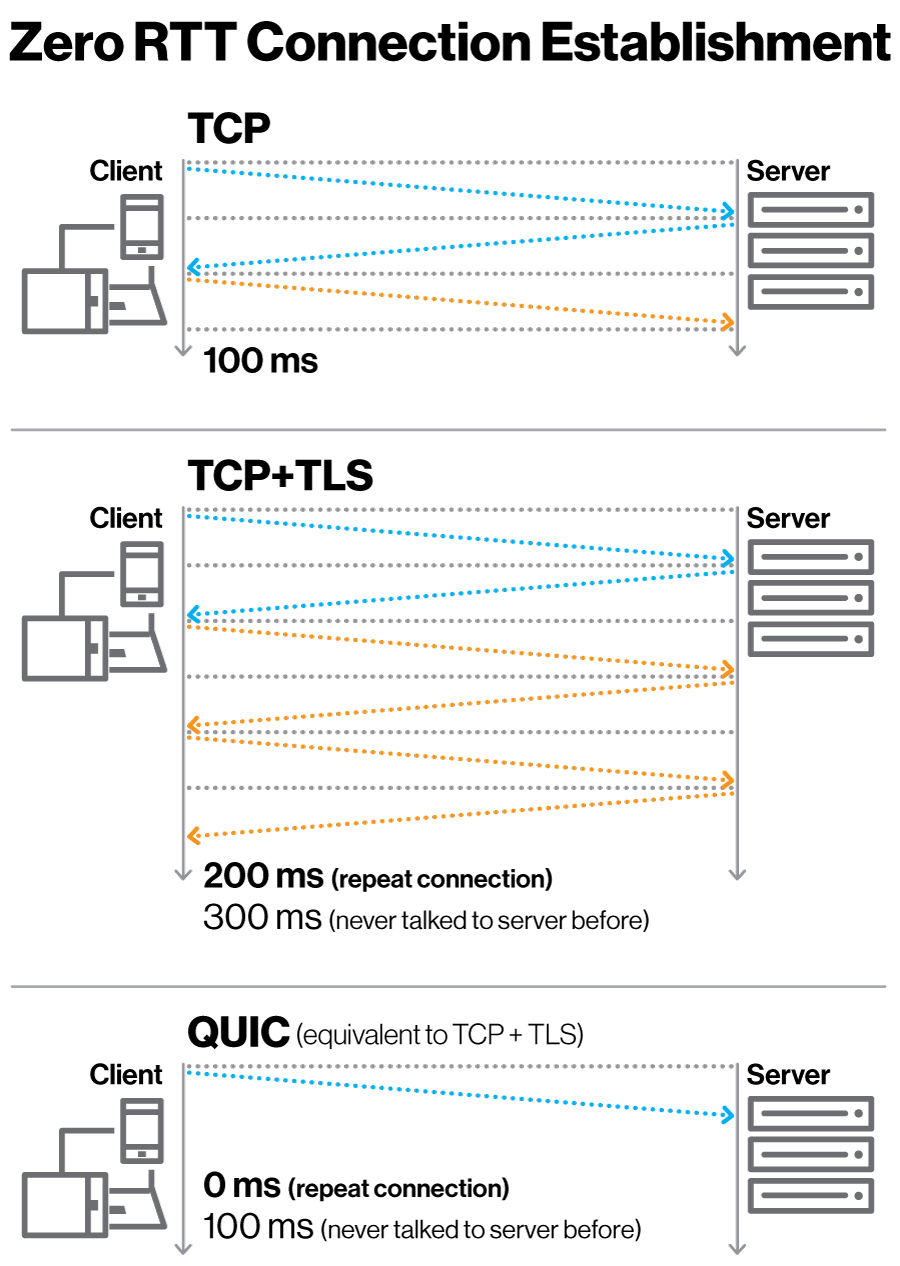 Zero RTT Connection Establishment
TCP
Client
Server
100 ms
TCP+TLS
Client
Server
200 ms (repeat connection)
300 ms (never talked to server before)
QUIC (equivalent to TCP + TLS)
Client
Server
0 ms (repeat connection)
100 ms (never talked to server before)